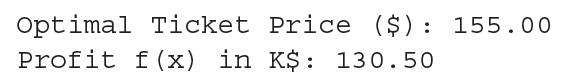 Optimal Ticket Price ($): 155.00
Profit f(x) in K$: 130.50